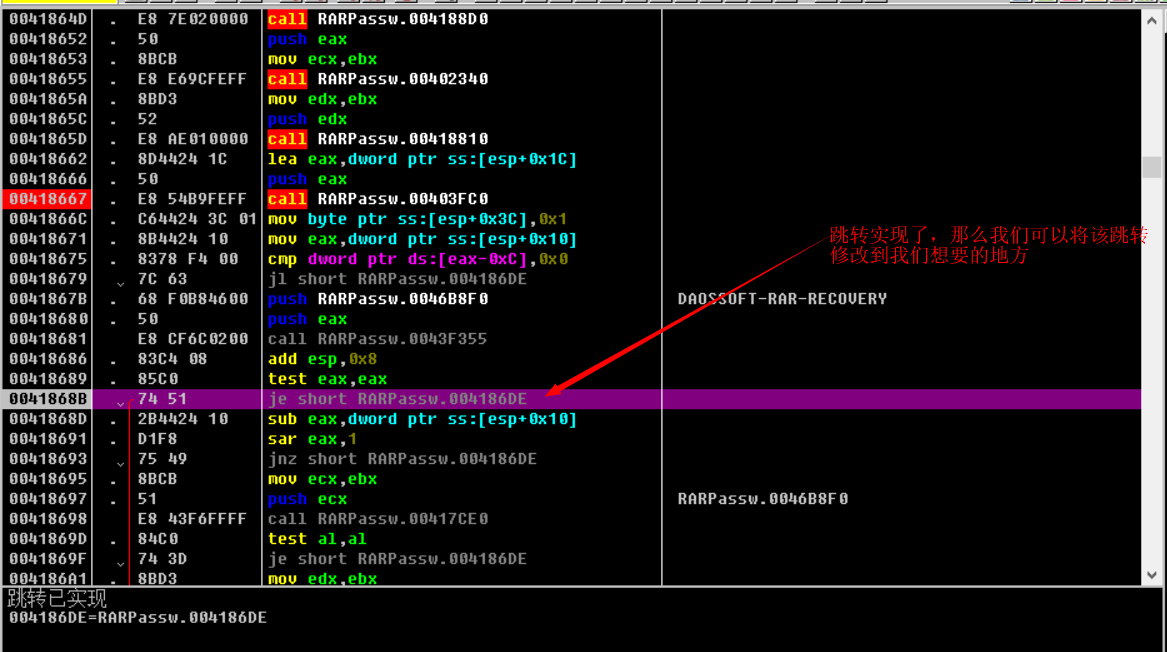 0041864D . E8 7E020000 call RARPassw.004188D0
00418652 . 50 push eax
00418653 . 8BCB mov ecx,ebx
00418655 . E8 E69CFEFF call RARPassw.00402340
0041865A . 8BD3 mov edx,ebx
0041865C . 52 push edx
0041865D . E8 AE010000 call RARPassw.00418810
00418662 . 8D4424 1C lea eax,dword ptr ss:[esp+0x1C]
00418666 . 50 push eax
00418667 . E8 54B9FEFF call RARPassw.00403FC0
0041866C . C64424 3C 01 mov byte ptr ss:[esp+0x3C],0x1
00418671 . 8B4424 10 mov eax,dword ptr ss:[esp+0x10]
跳转实现了，那么我们可以将该跳转
修改到我们想要的地方
00418675 . 8378 F4 00 cmp dword ptr ds:[eax-0xC],0x0
00418679 . 7C 63 jl short RARPassw.004186DE
0041867B . 68 F0B84600 push RARPassw.0046B8F0 DAOSSOFT-RAR-RECOVERY
00418680 . 50 push eax
00418681 E8 CF6C0200 call RARPassw.0043F355
00418686 . 83C4 08 add esp,0x8
00418689 . 85C0 test eax,eax
0041868B . 74 51 je short RARPassw.004186DE
0041868D . 2B4424 10 sub eax,dword ptr ss:[esp+0x10]
00418691 . D1F8 sar eax,1
00418693 . 75 49 jnz short RARPassw.004186DE
00418695 . 8BCB mov ecx,ebx
00418697 . 51 push ecx RARPassw.0046B8F0
00418698 E8 43F6FFFF call RARPassw.00417CE0
0041869D . 84C0 test al,al
0041869F . 74 3D je short RARPassw.004186DE
004186A1 . 8BD3 mov edx,ebx
跳转已实现
004186DE=RARPassw.004186DE